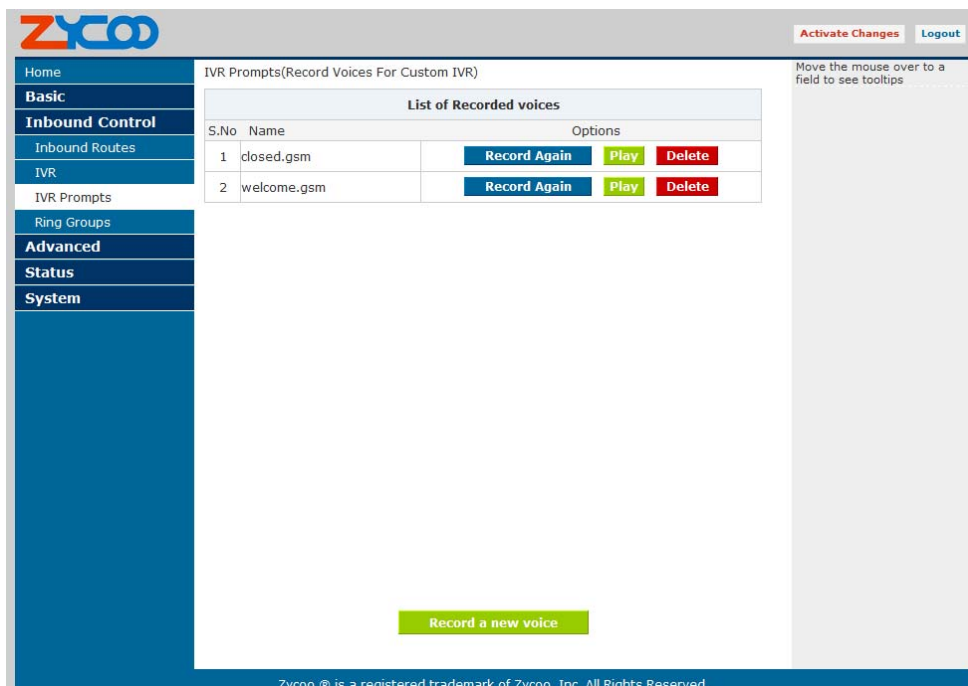 ZYCOO
Activate Changes Logout
Home
Basic
Inbound Control
Inbound Routes
IVR
IVR Prompts
Ring Groups
Advanced
Status
System
IVR Prompts(Record Voices For Custom IVR)
List of Recorded voices
S.No Name Options
1 closed.gsm Record Again Play Delete
2 welcome.gsm Record Again Play Delete
Record a new voice
Move the mouse over to a
field to see tooltips
Zycoo ® is a registered trademark of Zycoo, Inc. All Rights Reserved